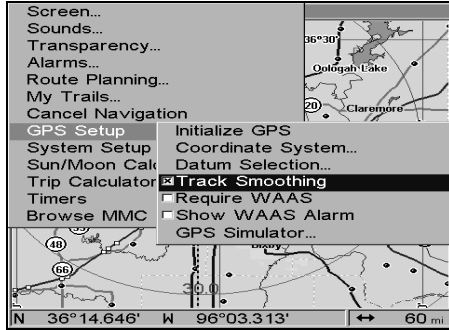 Screen...
Sounds...
Transparency...
Alarms...
Route Planning...
My Trails...
Cancel Navigation
GPS Setup
System Setup
Sun/Moon Calc
Trip Calculator
Timers
Browse MMC
Initialize GPS
Coordinate System...
Datum Selection...
Track Smoothing
Require WAAS
Show WAAS Alarm
GPS Simulator...
36°30'
Oologah Lake
20
Claremore
Bixby
48
66
30.0
N 36°14.646' W 96°03.313' ↔ 60 mi